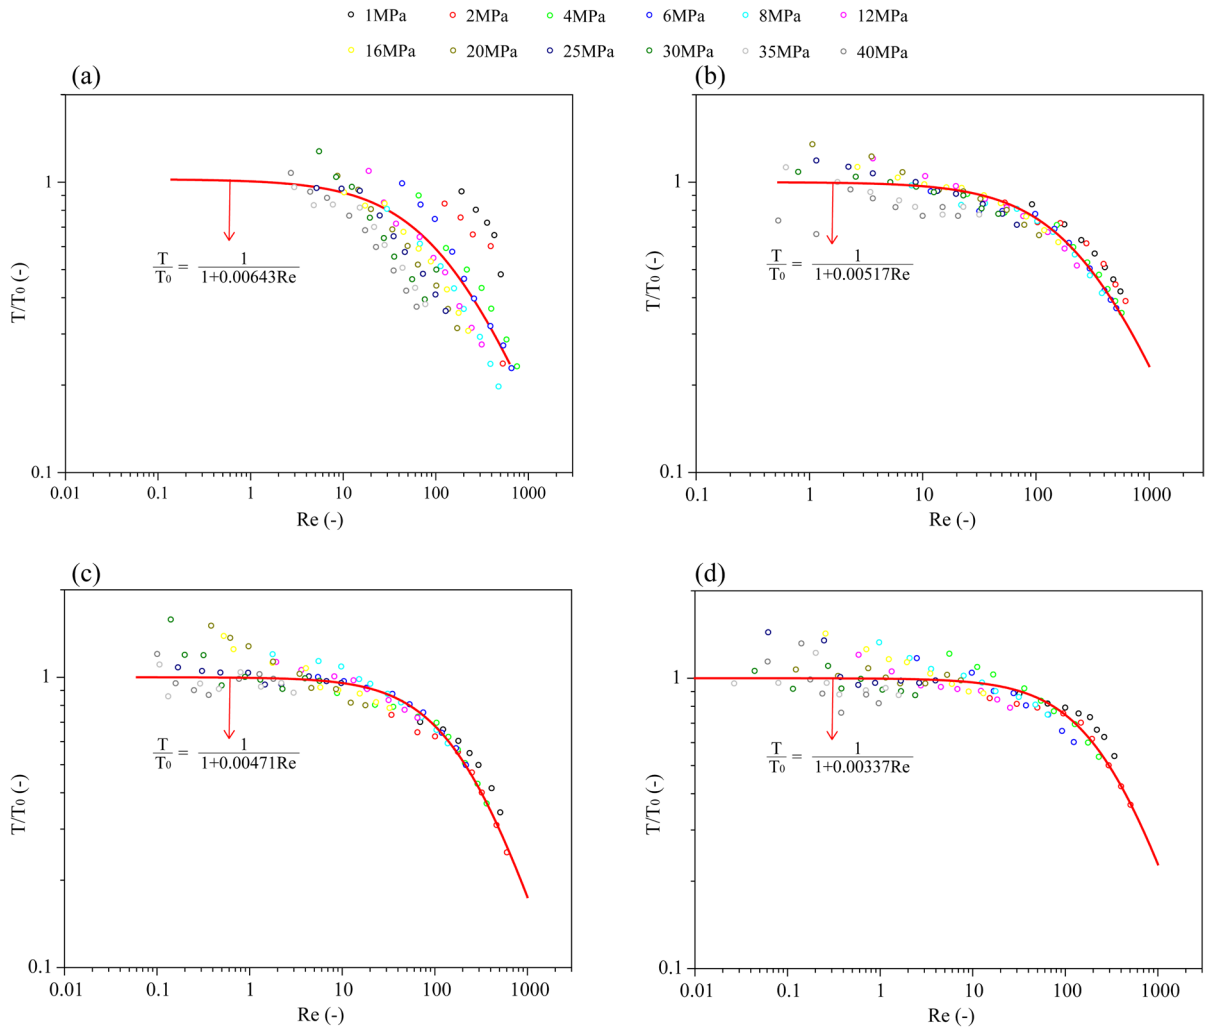 1MPa 2MPa 4MPa 6MPa 8MPa 12MPa
16MPa 20MPa 25MPa 30MPa 35MPa 40MPa
(a)
1
0.1
0.01 0.1 1 10 100 1000
T/T0 (-)
Re (-)
T/T0 = 1/1+0.00643Re
(b)
1
0.1
0.1 1 10 100 1000
T/T0 (-)
Re (-)
T/T0 = 1/1+0.00517Re
(c)
1
0.1
0.01 0.1 1 10 100 1000
T/T0 (-)
Re (-)
T/T0 = 1/1+0.00471Re
(d)
1
0.1
0.01 0.1 1 10 100 1000
T/T0 (-)
Re (-)
T/T0 = 1/1+0.00337Re